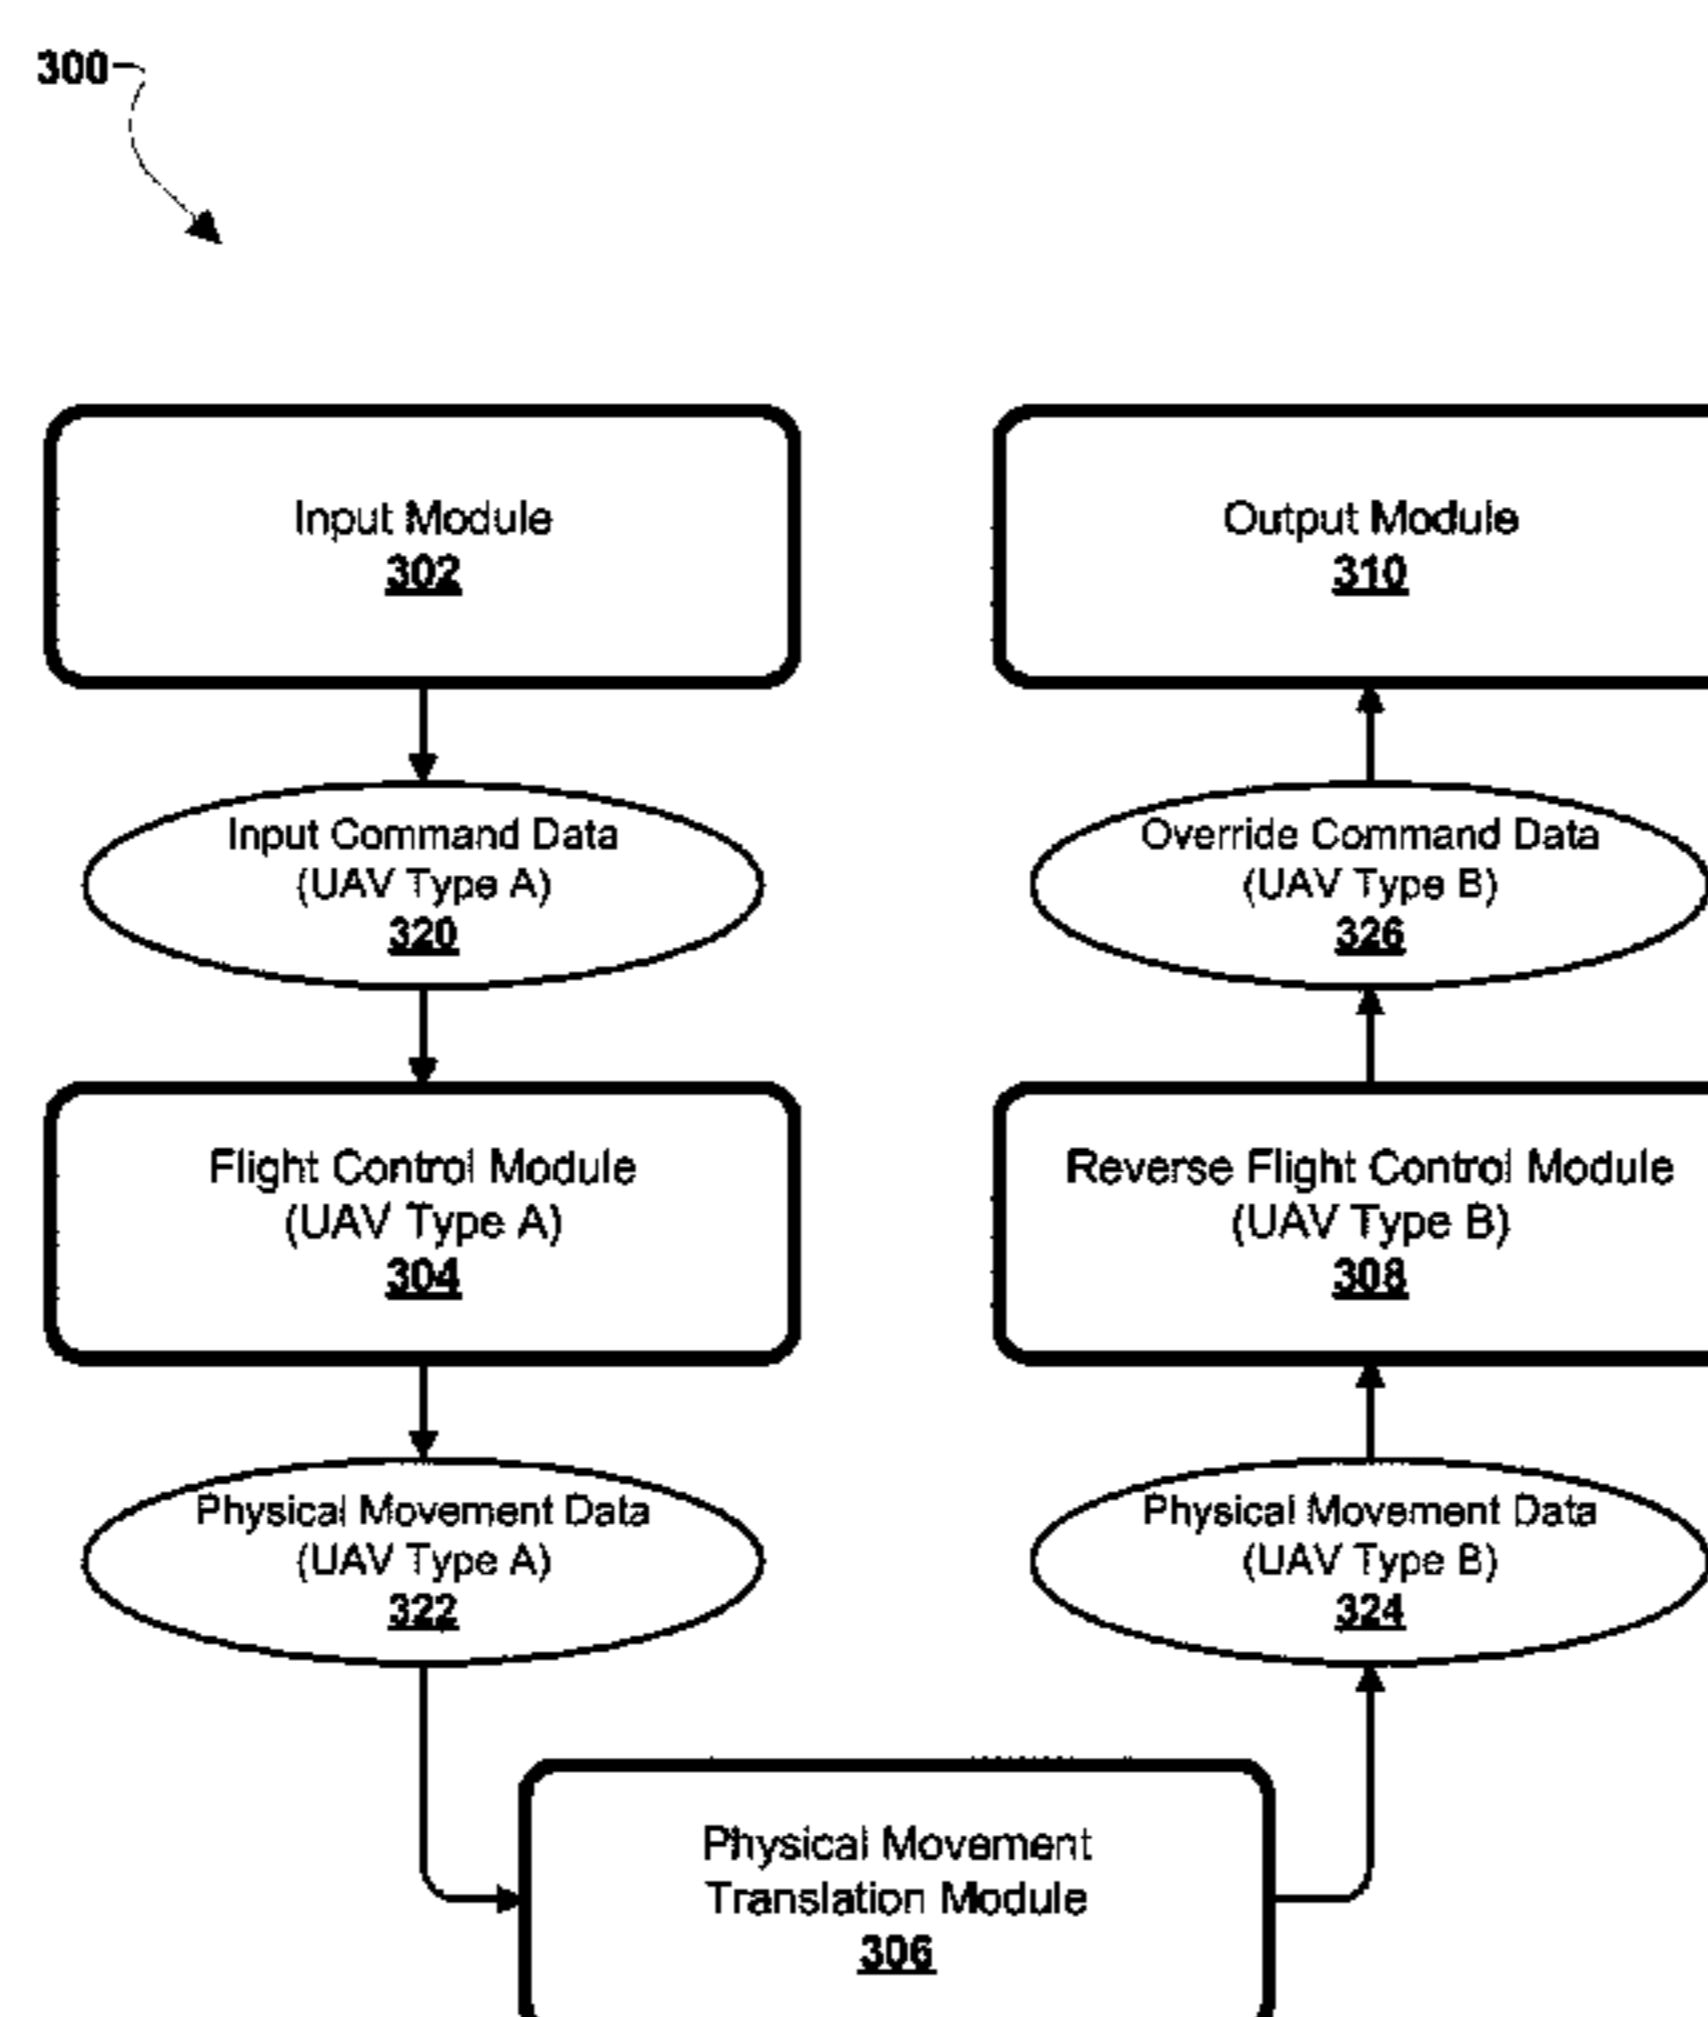 300
Input Module
302
Output Module
310
Input Command Data
(UAV Type A)
320
Override Command Data
(UAV Type B)
326
Flight Control Module
(UAV Type A)
304
Reverse Flight Control Module
(UAV Type B)
308
Physical Movement Data
(UAV Type A)
322
Physical Movement Data
(UAV Type B)
324
Physical Movement
Translation Module
306